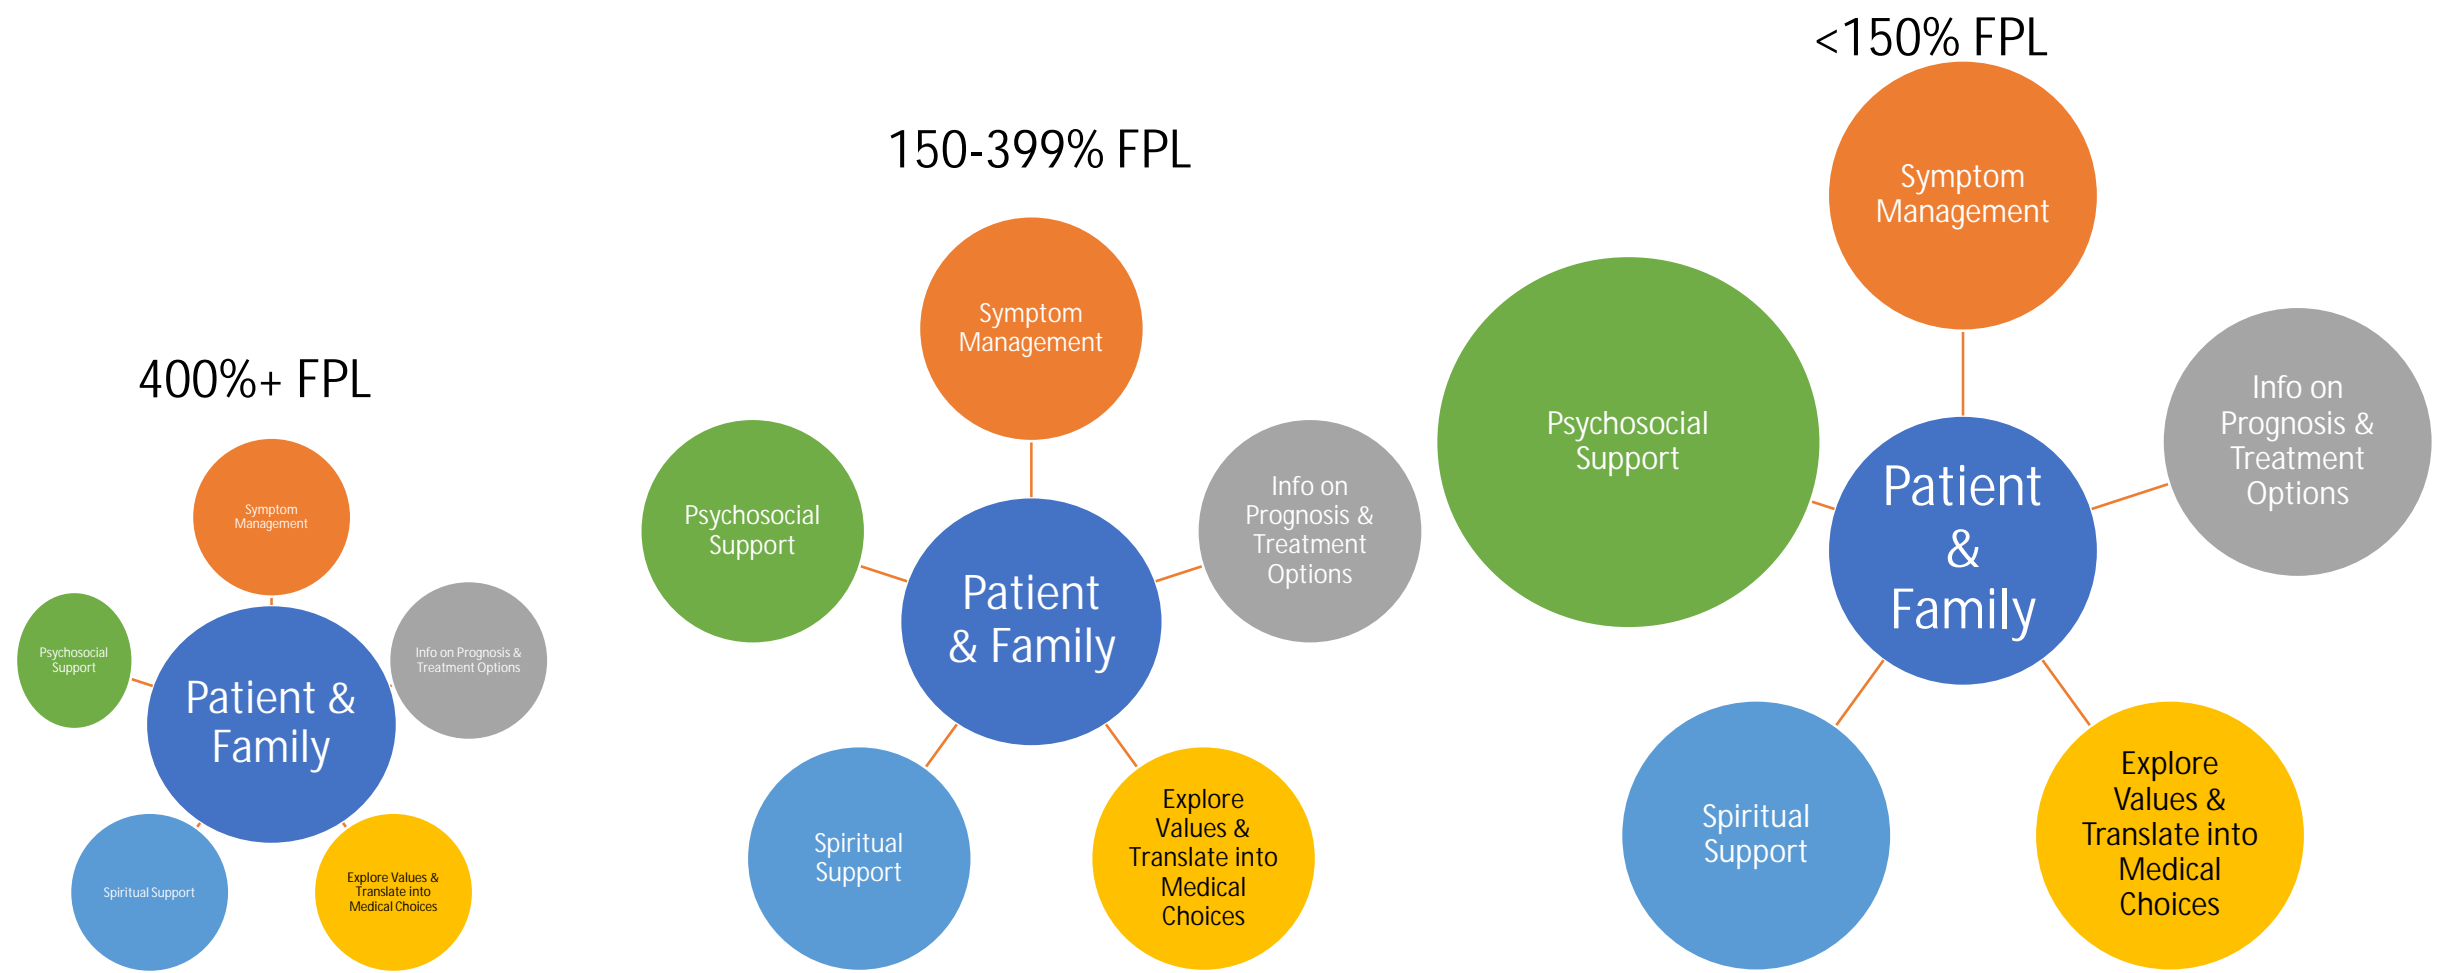 400%+ FPL
Symptom
Management
Psychosocial
Support
Info on Prognosis &
Treatment Options
Patient &
Family
Spiritual Support
Explore Values &
Translate into
Medical Choices
150-399% FPL
Symptom
Management
Psychosocial
Support
Info on
Prognosis &
Treatment
Options
Patient
& Family
Spiritual
Support
Explore
Values &
Translate into
Medical
Choices
<150% FPL
Symptom
Management
Psychosocial
Support
Info on
Prognosis &
Treatment
Options
Patient
&
Family
Spiritual
Support
Explore
Values &
Translate into
Medical
Choices